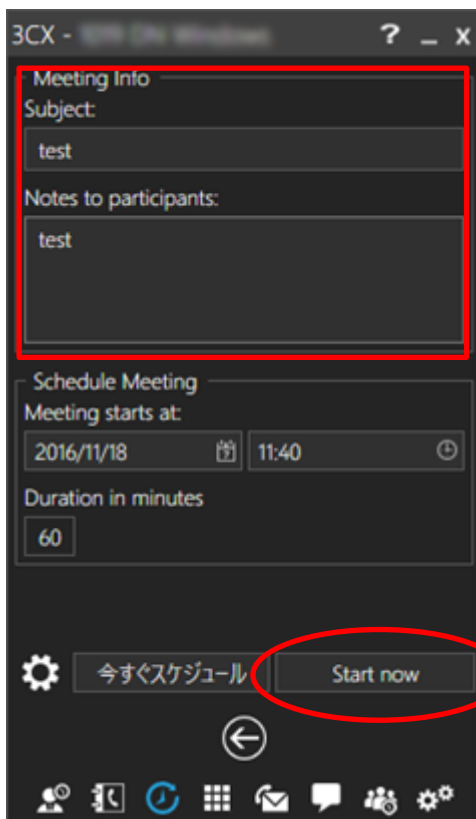 3CX -
? _ x
Meeting Info
Subject:
test
Notes to participants:
test
Schedule Meeting
Meeting starts at:
2016/11/18 11:40
Duration in minutes
60
今すぐスケジュール Start now